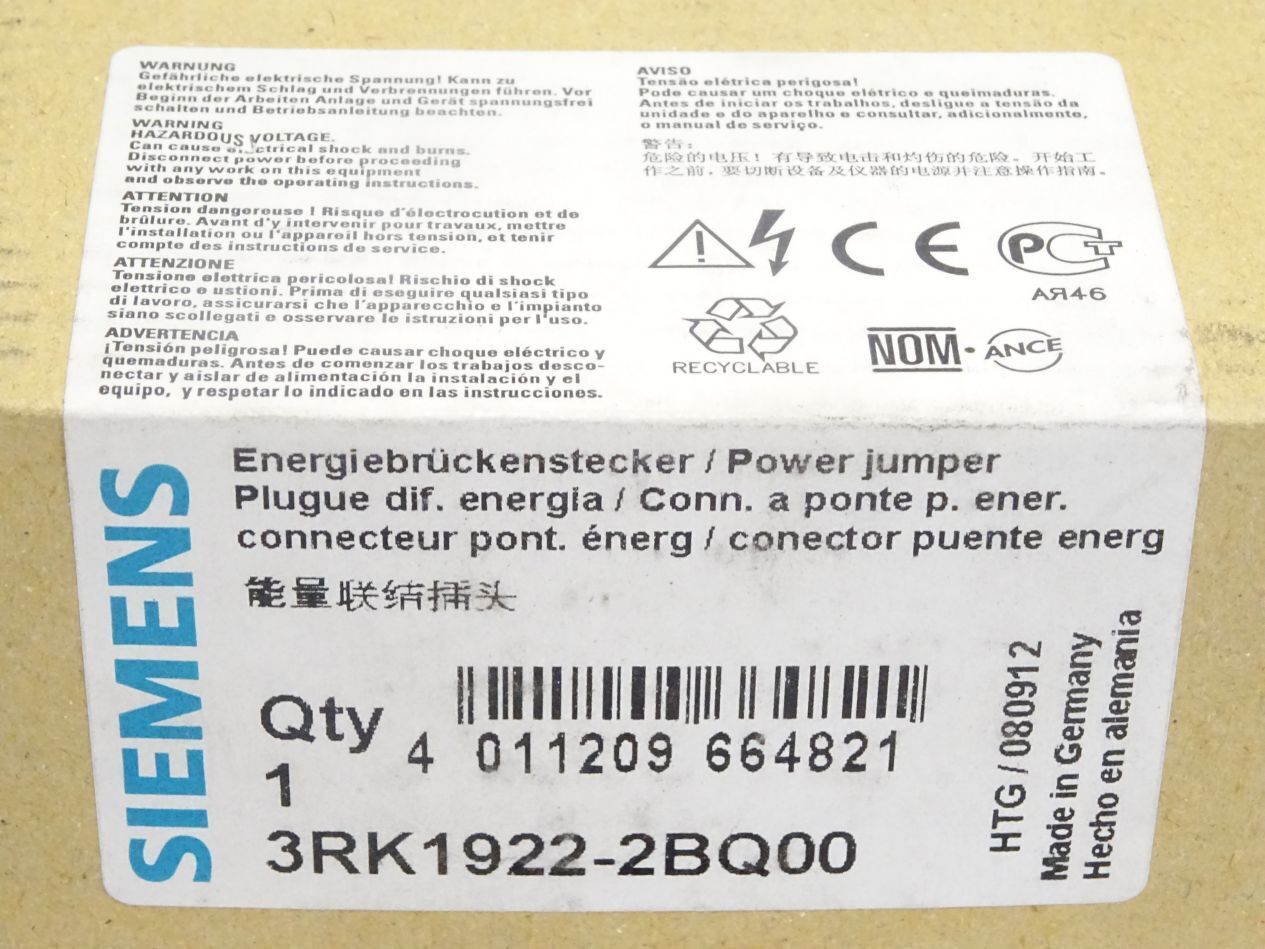 WARNUNG
Gefährliche elektrische Spannung! Kann zu
elektrischem Schlag und Verbrennungen führen. Vor
Beginn der Arbeiten Anlage und Gerät spannungsfrei
schalten und Betriebsanleitung beachten.
WARNING
HAZARDOUS VOLTAGE.
Can cause electrical shock and burns.
Disconnect power before proceeding
with any work on this equipment
and observe the operating instructions.
ATTENTION
Tension dangereuse ! Risque d'électrocution et de
brûlure. Avant d'y intervenir pour travaux, mettre
l'installation ou l'appareil hors tension, et tenir
compte des instructions de service.
ATTENZIONE
Tensione elettrica pericolosa! Rischio di shock
elettrico e ustioni. Prima di eseguire qualsiasi tipo
di lavoro, assicurarsi che l'apparecchio e l'impianto
siano scollegati e osservare le istruzioni per l'uso.
ADVERTENCIA
¡Tensión peligrosa! Puede causar choque eléctrico y
quemaduras. Antes de comenzar los trabajos desco-
nectar y aislar de alimentación la instalación y el
equipo, y respetar lo indicado en las instrucciones.
AVISO
Tensão elétrica perigosa!
Pode causar um choque elétrico e queimaduras.
Antes de iniciar os trabalhos, desligue a tensão da
unidade e do aparelho e consultar, adicionalmente,
o manual de serviço.
警告:
危险的电压! 有导致电击和灼伤的危险。开始工
作之前,要切断设备及仪器的电源并注意操作指南。
CE
РСТ
АЯ46
RECYCLABLE
NOM·ANCE
SIEMENS
Energiebrückenstecker / Power jumper
Plugue dif. energia / Conn. a ponte p. ener.
connecteur pont. énerg / conector puente energ
能量联结插头
Qty
1
4 011209 664821
3RK1922-2BQ00
HTG / 080912
Made in Germany
Hecho en alemania